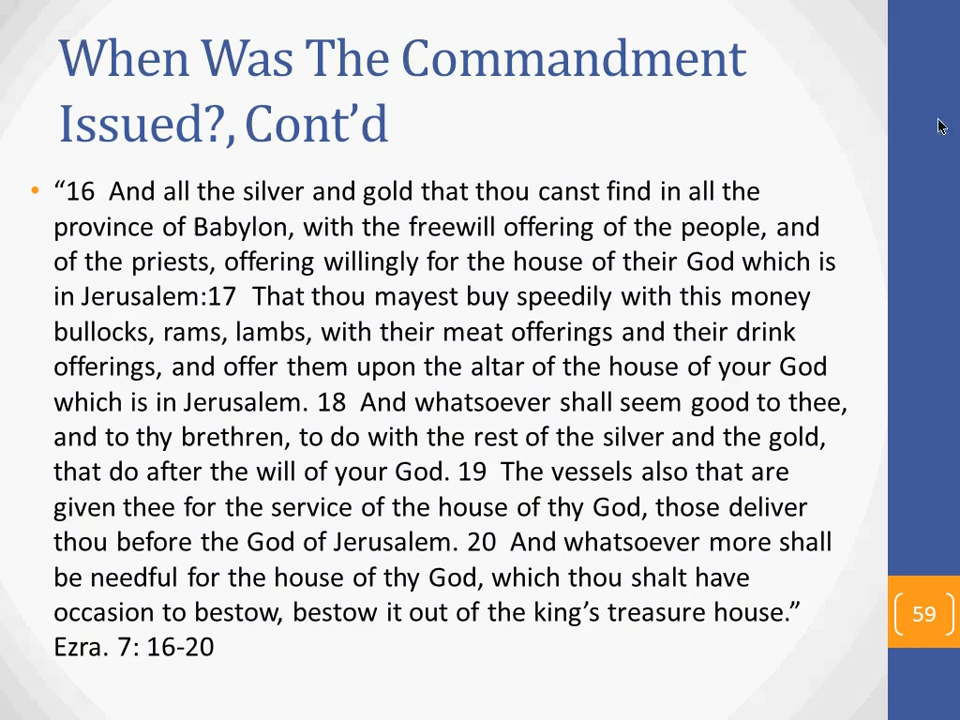 When Was The Commandment
Issued?, Cont’d
• “16  And all the silver and gold that thou canst find in all the
province of Babylon, with the freewill offering of the people, and
of the priests, offering willingly for the house of their God which is
in Jerusalem:17  That thou mayest buy speedily with this money
bullocks, rams, lambs, with their meat offerings and their drink
offerings, and offer them upon the altar of the house of your God
which is in Jerusalem. 18  And whatsoever shall seem good to thee,
and to thy brethren, to do with the rest of the silver and the gold,
that do after the will of your God. 19  The vessels also that are
given thee for the service of the house of thy God, those deliver
thou before the God of Jerusalem. 20  And whatsoever more shall
be needful for the house of thy God, which thou shalt have
occasion to bestow, bestow it out of the king’s treasure house.”
Ezra. 7: 16-20
59